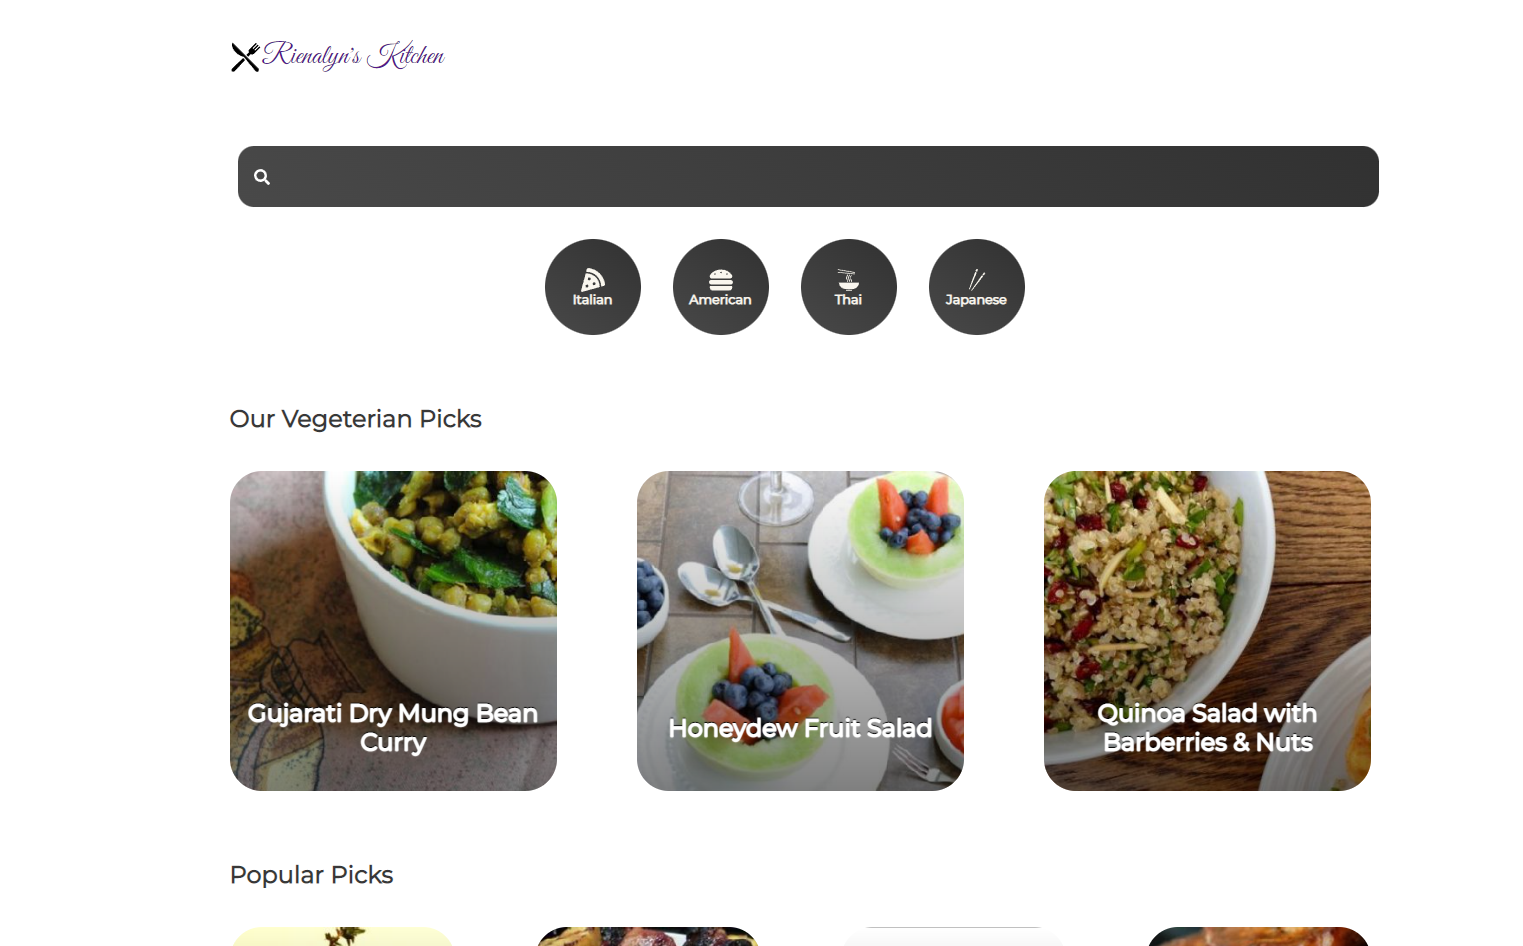 Rienalyn's Kitchen
Italian
American
Thai
Japanese
Our Vegeterian Picks
Gujarati Dry Mung Bean
Curry
Honeydew Fruit Salad
Quinoa Salad with
Barberries & Nuts
Popular Picks